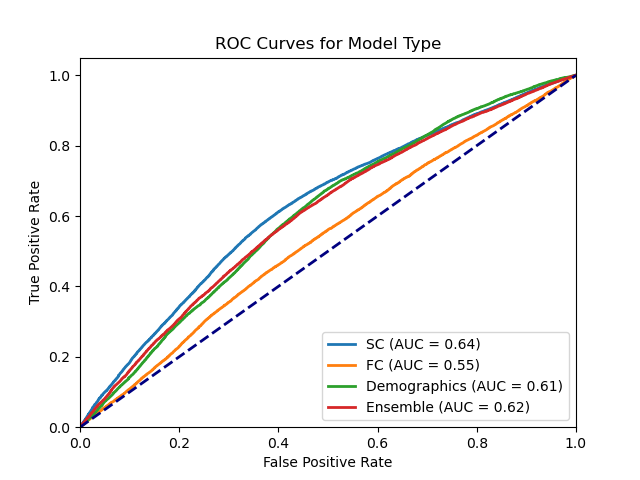 ROC Curves for Model Type
True Positive Rate
1.0
0.8
0.6
0.4
0.2
0.0
SC (AUC = 0.64)
FC (AUC = 0.55)
Demographics (AUC = 0.61)
Ensemble (AUC = 0.62)
0.0 0.2 0.4 0.6 0.8 1.0
False Positive Rate